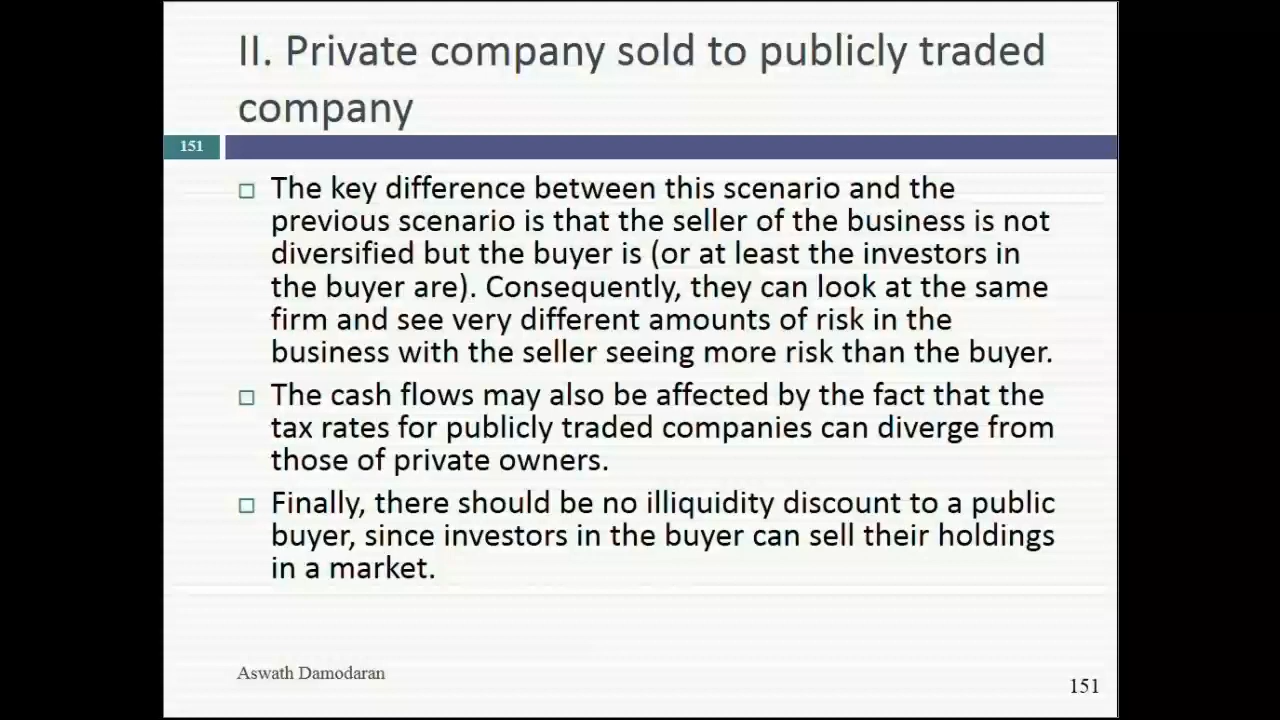 II. Private company sold to publicly traded
company
151
The key difference between this scenario and the
previous scenario is that the seller of the business is not
diversified but the buyer is (or at least the investors in
the buyer are). Consequently, they can look at the same
firm and see very different amounts of risk in the
business with the seller seeing more risk than the buyer.
The cash flows may also be affected by the fact that the
tax rates for publicly traded companies can diverge from
those of private owners.
Finally, there should be no illiquidity discount to a public
buyer, since investors in the buyer can sell their holdings
in a market.
Aswath Damodaran
151